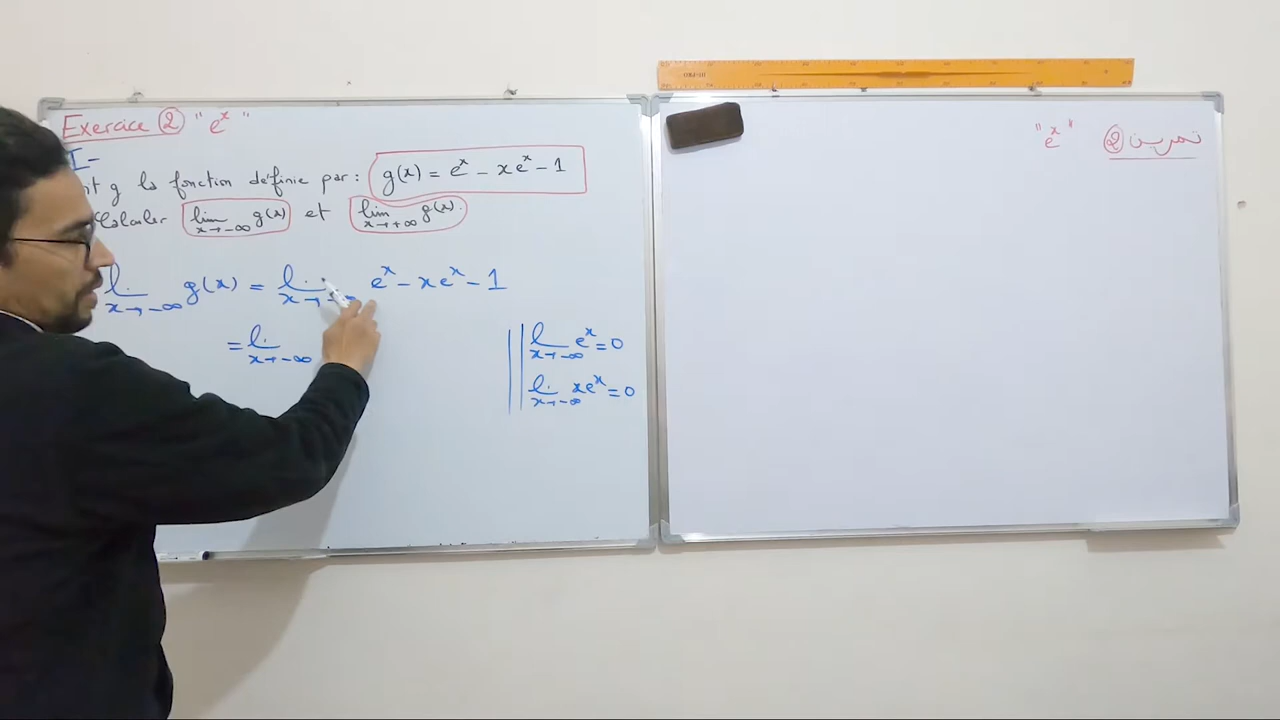 Exercice ② "eˣ"
I-
nt g la fonction définie par : g(x) = eˣ - xeˣ - 1
Calculer lim x→-∞ g(x) et lim x→+∞ g(x).
lim x→-∞ g(x) = lim x→-∞ eˣ - xeˣ - 1
= lim x→-∞
lim x→-∞ eˣ = 0
lim x→-∞ xeˣ = 0
"eˣ" تمرين ②